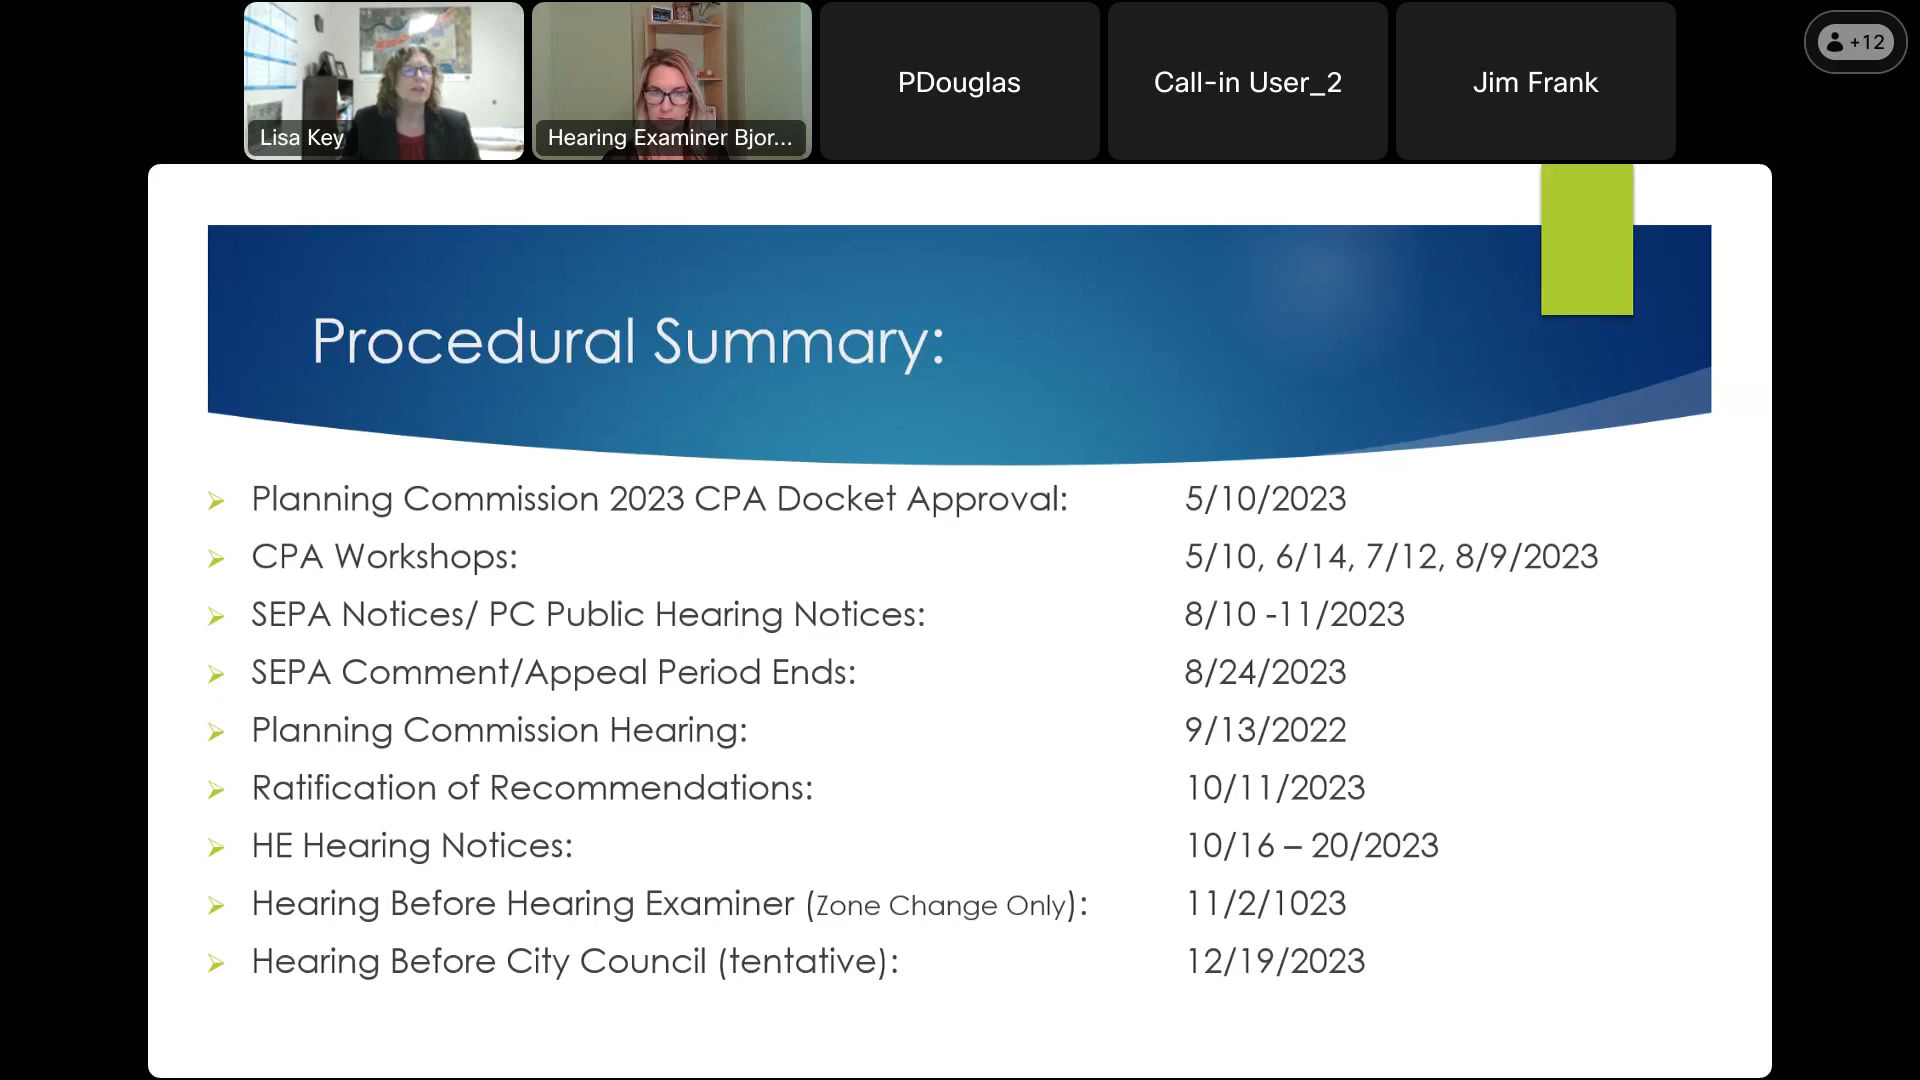 Lisa Key
Hearing Examiner Bjor...
PDouglas
Call-in User_2
Jim Frank
+12
Procedural Summary:
Planning Commission 2023 CPA Docket Approval: 5/10/2023
CPA Workshops: 5/10, 6/14, 7/12, 8/9/2023
SEPA Notices/ PC Public Hearing Notices: 8/10 -11/2023
SEPA Comment/Appeal Period Ends: 8/24/2023
Planning Commission Hearing: 9/13/2022
Ratification of Recommendations: 10/11/2023
HE Hearing Notices: 10/16 – 20/2023
Hearing Before Hearing Examiner (Zone Change Only): 11/2/1023
Hearing Before City Council (tentative): 12/19/2023